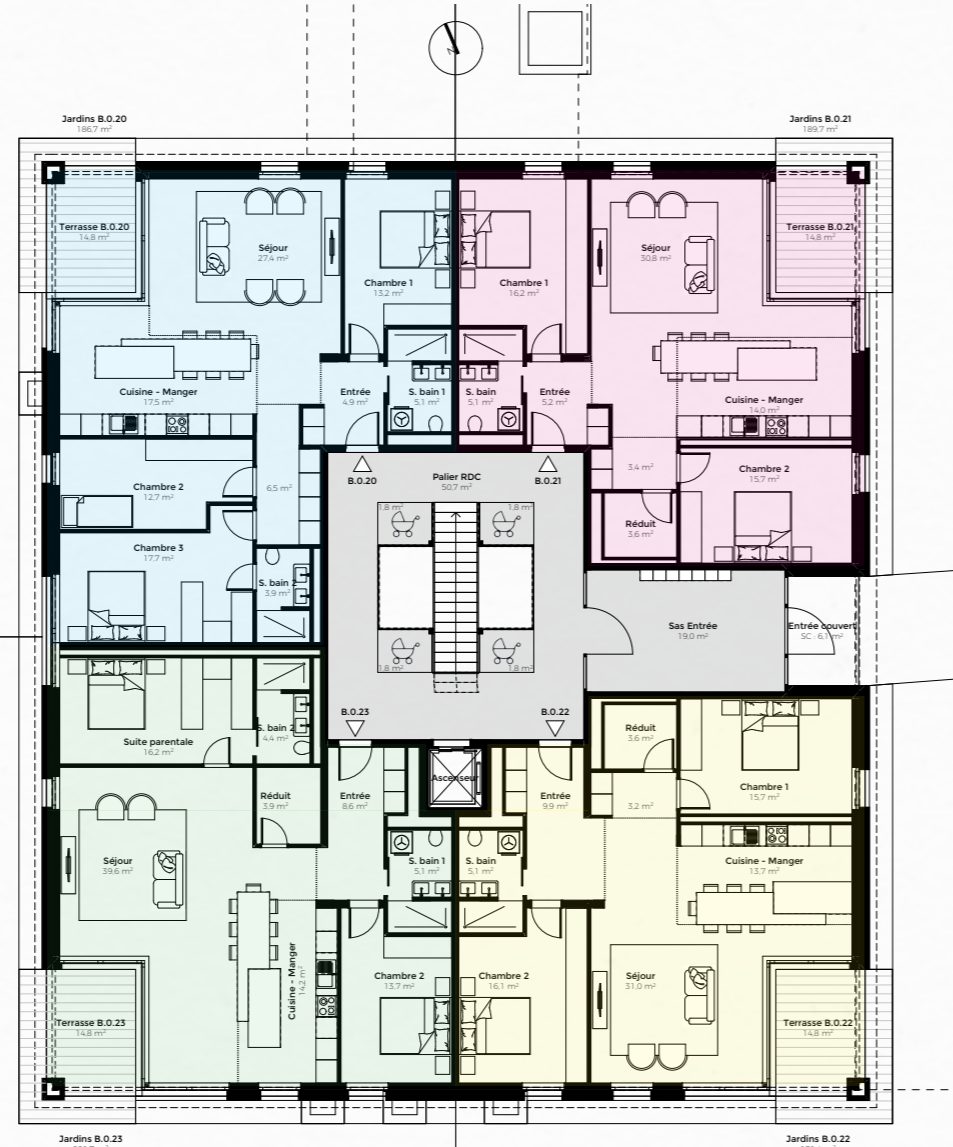 Jardins B.0.20
186,7 m²
Jardins B.0.21
189,7 m²
Terrasse B.0.20
14,8 m²
Séjour
27,4 m²
Chambre 1
13,2 m²
Chambre 1
16,2 m²
Séjour
30,8 m²
Terrasse B.0.21
14,8 m²
Cuisine - Manger
17,5 m²
Entrée
4,9 m²
S. bain 1
5,1 m²
S. bain
5,1 m²
Entrée
5,2 m²
Cuisine - Manger
14,0 m²
Chambre 2
12,7 m²
6,5 m²
B.0.20
Palier RDC
50,7 m²
B.0.21
3,4 m²
Chambre 2
15,7 m²
1,8 m²
1,8 m²
Réduit
3,6 m²
Chambre 3
17,7 m²
S. bain 2
3,9 m²
Sas Entrée
19,0 m²
Entrée couvert
SC : 6,1 m²
1,8 m²
1,8 m²
Suite parentale
16,2 m²
S. bain 2
4,4 m²
B.0.23
B.0.22
Réduit
3,6 m²
Chambre 1
15,7 m²
Réduit
3,9 m²
Entrée
8,6 m²
Ascenseur
Entrée
9,9 m²
3,2 m²
Séjour
39,6 m²
S. bain 1
5,1 m²
S. bain
5,1 m²
Cuisine - Manger
13,7 m²
Cuisine - Manger
14,2 m²
Chambre 2
13,7 m²
Chambre 2
16,1 m²
Séjour
31,0 m²
Terrasse B.0.23
14,8 m²
Terrasse B.0.22
14,8 m²
Jardins B.0.23
Jardins B.0.22